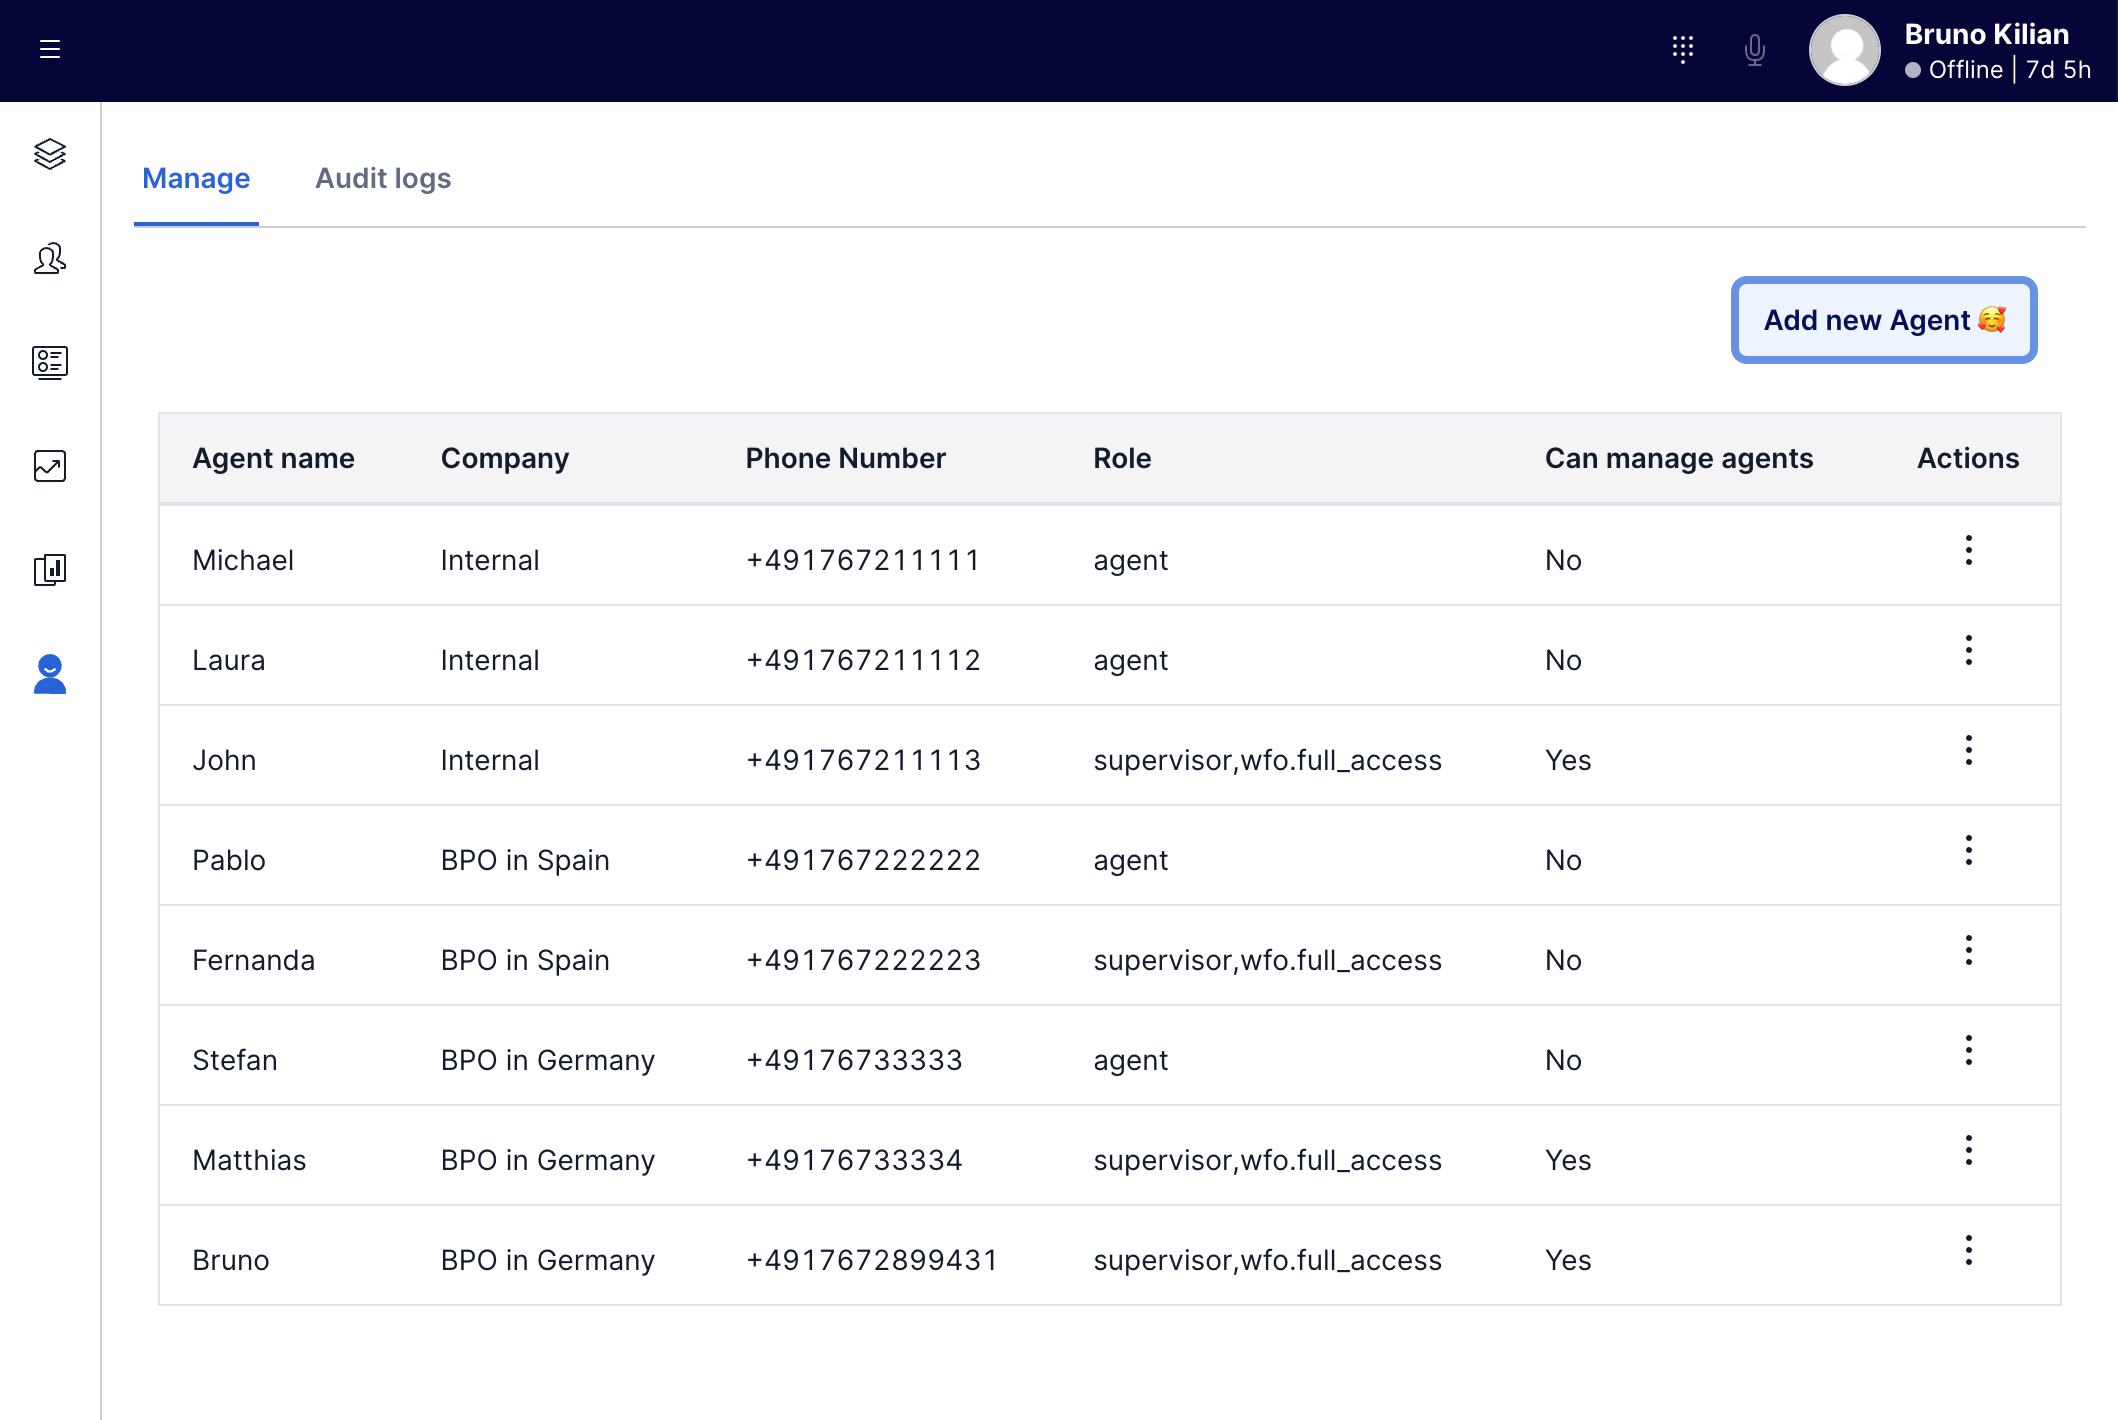 Bruno Kilian
Offline | 7d 5h
Manage Audit logs
Add new Agent 🥰
Agent name Company Phone Number Role Can manage agents Actions
Michael Internal +491767211111 agent No
Laura Internal +491767211112 agent No
John Internal +491767211113 supervisor,wfo.full_access Yes
Pablo BPO in Spain +491767222222 agent No
Fernanda BPO in Spain +491767222223 supervisor,wfo.full_access No
Stefan BPO in Germany +49176733333 agent No
Matthias BPO in Germany +49176733334 supervisor,wfo.full_access Yes
Bruno BPO in Germany +4917672899431 supervisor,wfo.full_access Yes